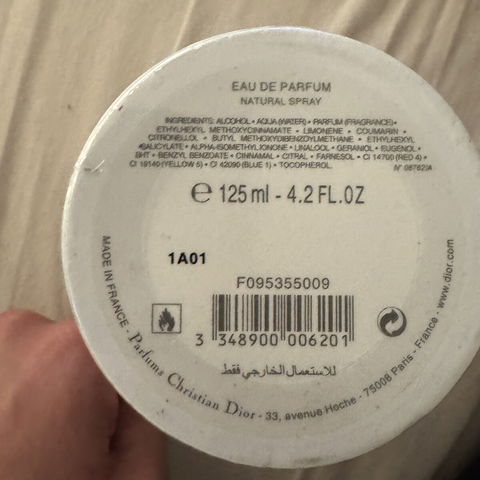 EAU DE PARFUM
NATURAL SPRAY
INGREDIENTS: ALCOHOL • AQUA (WATER) • PARFUM (FRAGRANCE) •
ETHYLHEXYL METHOXYCINNAMATE • LIMONENE • COUMARIN •
CITRONELLOL • BUTYL METHOXYDIBENZOYLMETHANE • ETHYLHEXYL
SALICYLATE • ALPHA-ISOMETHYL IONONE • LINALOOL • GERANIOL • EUGENOL •
BHT • BENZYL BENZOATE • CINNAMAL • CITRAL • FARNESOL • CI 14700 (RED 4) •
CI 19140 (YELLOW 5) • CI 42090 (BLUE 1) • TOCOPHEROL.
℮ 125 ml - 4.2 FL.OZ
1A01
F095355009
3 348900 006201
للاستعمال الخارجي فقط
MADE IN FRANCE - Parfums Christian Dior - 33, avenue Hoche - 75008 Paris - France - www.dior.com